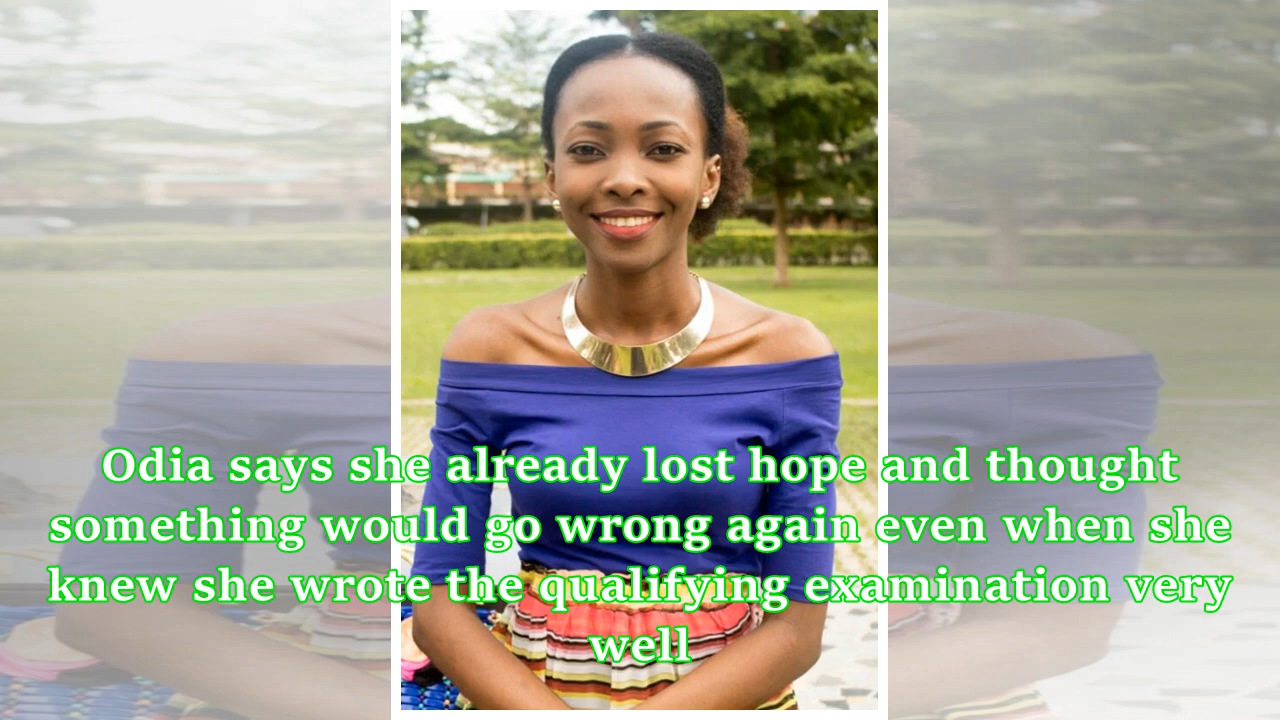 Odia says she already lost hope and thought
something would go wrong again even when she
knew she wrote the qualifying examination very
well